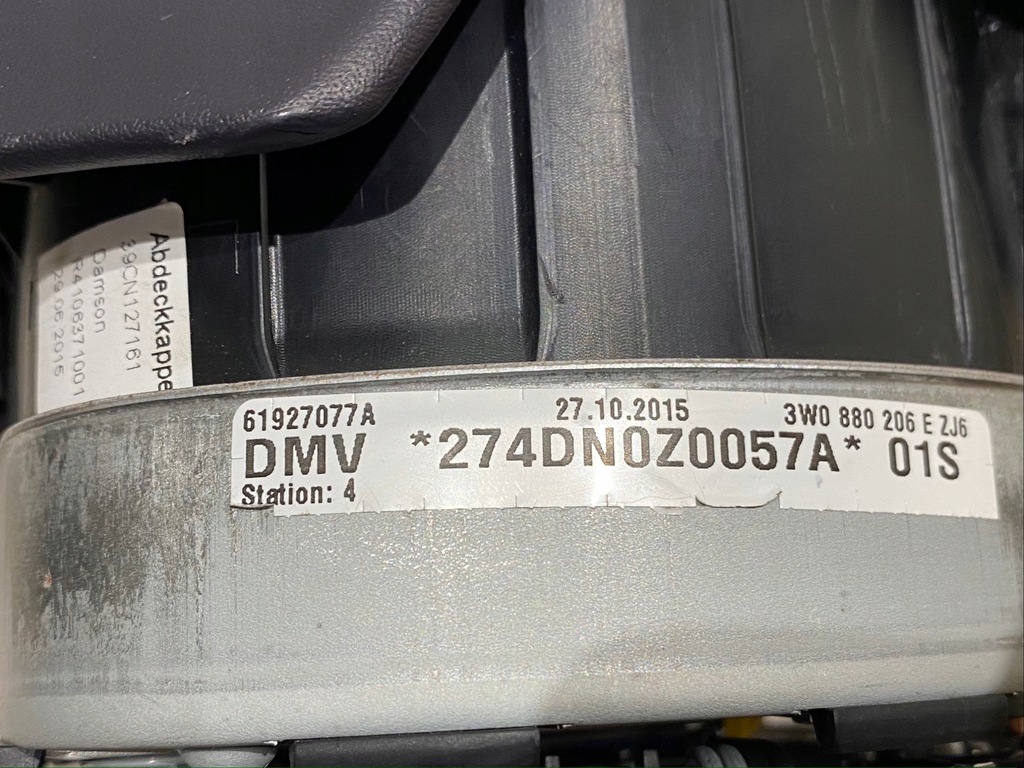 Abdeckkappe
39CN127161
Damson
R4106371001
29.06.2015
61927077A 27.10.2015 3W0 880 206 E ZJ6
DMV *274DN0Z0057A* 01S
Station: 4